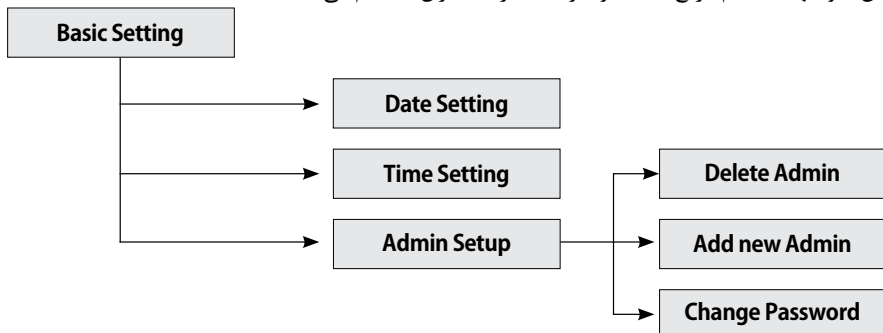 Basic Setting
Date Setting
Time Setting
Delete Admin
Admin Setup
Add new Admin
Change Password